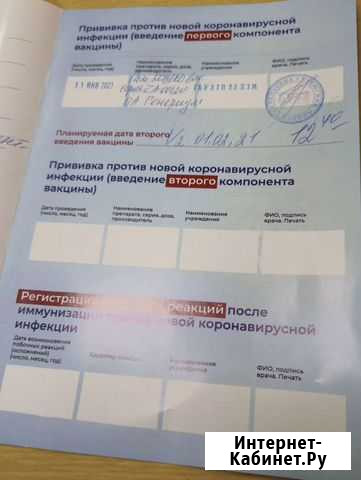 Прививка против новой коронавирусной
инфекции (введение первого компонента
вакцины)
Дата проведения
(число, месяц, год)
Наименование
препарата, серия, доза,
производитель
Наименование
учреждения
ФИО, подпись
врача. Печать
11 ЯНВ 2021
Планируемая дата второго
введения вакцины
01.02.21
12
Прививка против новой коронавирусной
инфекции (введение второго компонента
вакцины)
Дата проведения
(число, месяц, год)
Наименование
препарата, серия, доза,
производитель
Наименование
учреждения
ФИО, подпись
врача. Печать
Регистрация реакций после
иммунизации новой коронавирусной
инфекции
Дата возникновения
побочных реакций
(осложнений)
(число, месяц, год)
ФИО, подпись
врача. Печать
Интернет-
Кабинет.Ру